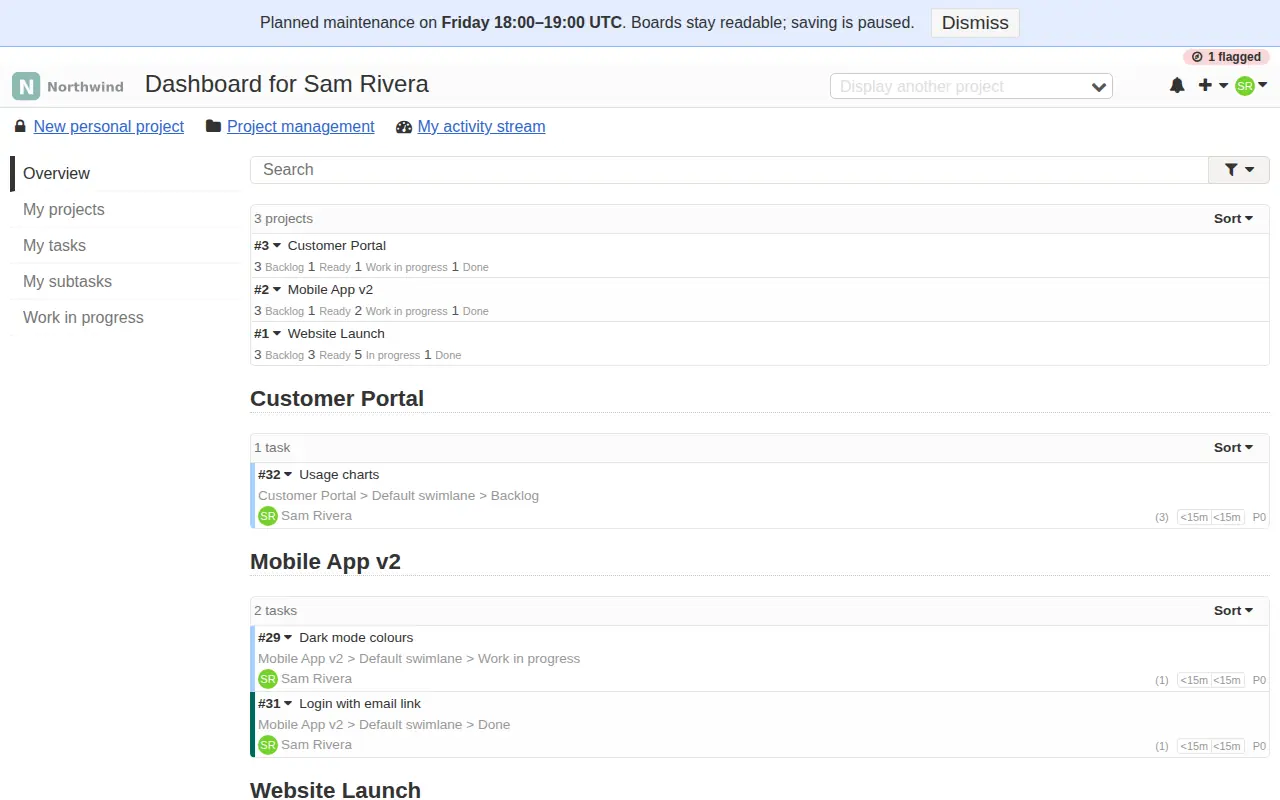 Planned maintenance on Friday 18:00–19:00 UTC. Boards stay readable; saving is paused. Dismiss
1 flagged
N Northwind Dashboard for Sam Rivera Display another project SR
New personal project Project management My activity stream
Overview
My projects
My tasks
My subtasks
Work in progress
Search
3 projects Sort
#3 Customer Portal
3 Backlog 1 Ready 1 Work in progress 1 Done
#2 Mobile App v2
3 Backlog 1 Ready 2 Work in progress 1 Done
#1 Website Launch
3 Backlog 3 Ready 5 In progress 1 Done
Customer Portal
1 task Sort
#32 Usage charts
Customer Portal > Default swimlane > Backlog
SR Sam Rivera (3) <15m <15m P0
Mobile App v2
2 tasks Sort
#29 Dark mode colours
Mobile App v2 > Default swimlane > Work in progress
SR Sam Rivera (1) <15m <15m P0
#31 Login with email link
Mobile App v2 > Default swimlane > Done
SR Sam Rivera (1) <15m <15m P0
Website Launch